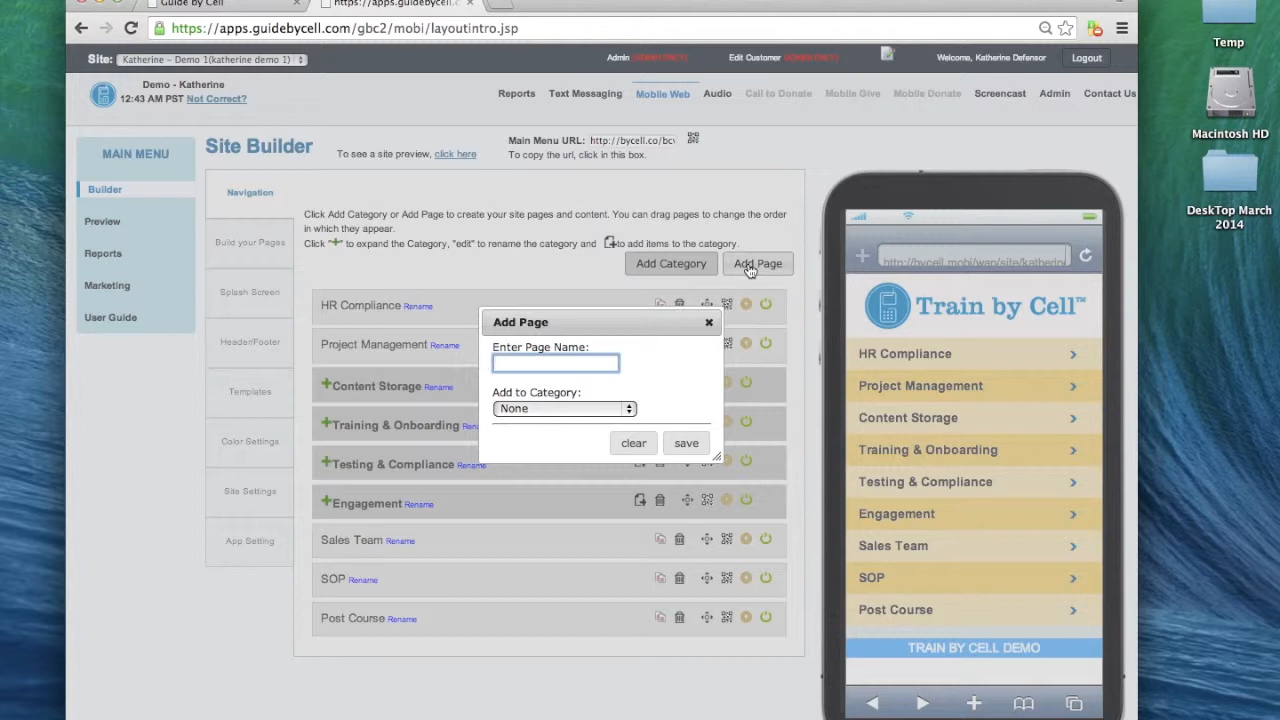 Guide by Cell
https://apps.guidebycell.c
https://apps.guidebycell.com/gbc2/mobi/layoutintro.jsp
Temp
Site: Katherine – Demo 1(katherine demo 1)
Admin
Edit Customer
Welcome, Katherine Defensor
Logout
Demo - Katherine
12:43 AM PST Not Correct?
Reports
Text Messaging
Mobile Web
Audio
Call to Donate
Mobile Give
Mobile Donate
Screencast
Admin
Contact Us
Macintosh HD
DeskTop March
2014
MAIN MENU
Builder
Preview
Reports
Marketing
User Guide
Site Builder
To see a site preview, click here
Main Menu URL: http://bycell.co/bcv
To copy the url, click in this box.
Navigation
Build your Pages
Splash Screen
Header/Footer
Templates
Color Settings
Site Settings
App Setting
Click Add Category or Add Page to create your site pages and content. You can drag pages to change the order
in which they appear.
Click "+" to expand the Category, "edit" to rename the category and to add items to the category.
Add Category
Add Page
HR Compliance Rename
Project Management Rename
Content Storage Rename
Training & Onboarding Ren
Testing & Compliance Rename
Engagement Rename
Sales Team Rename
SOP Rename
Post Course Rename
Add Page
Enter Page Name:
Add to Category:
None
clear
save
http://bycell.mobi/wap/site/katherin
Train by Cell™
HR Compliance
Project Management
Content Storage
Training & Onboarding
Testing & Compliance
Engagement
Sales Team
SOP
Post Course
TRAIN BY CELL DEMO